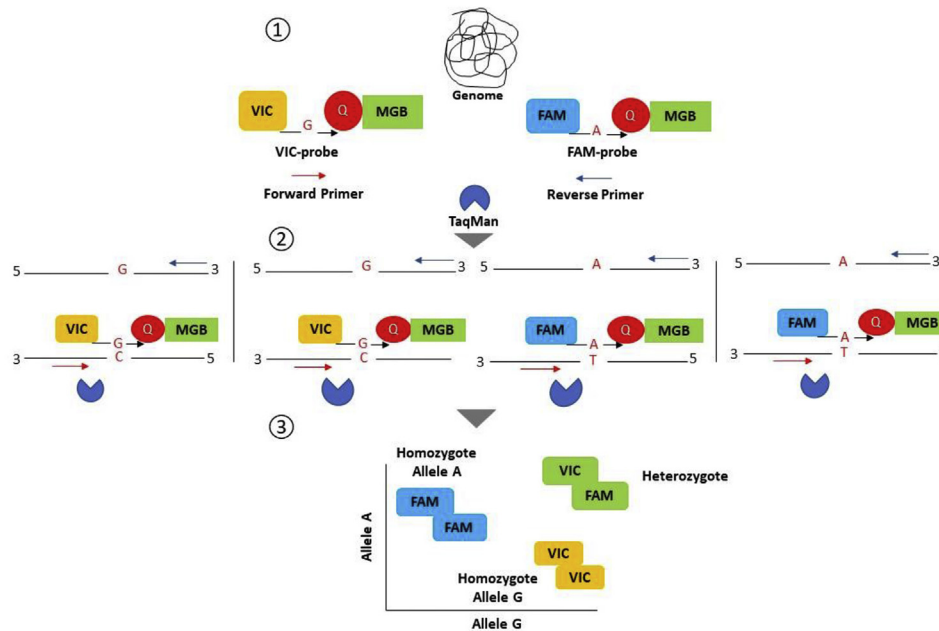 ①
Genome
VIC G Q MGB
FAM A Q MGB
VIC-probe
FAM-probe
Forward Primer
Reverse Primer
TaqMan
②
5 G 3
5 G 3
5 A 3
5 A 3
VIC Q MGB
VIC Q MGB
FAM Q MGB
FAM Q MGB
G
G
A
A
3 C 5
3 C
3 T 5
3 T
③
Homozygote
Allele A
VIC
FAM
Heterozygote
FAM
FAM
Allele A
VIC
VIC
Homozygote
Allele G
Allele G